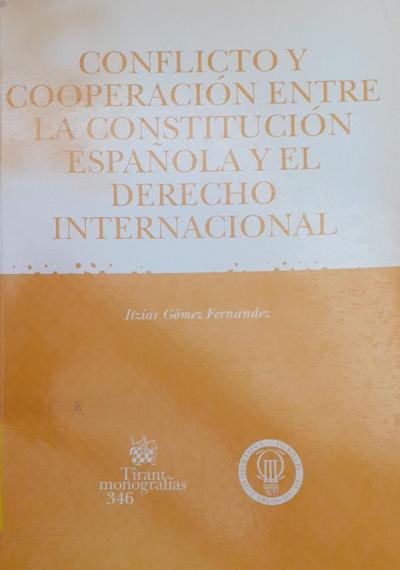 CONFLICTO Y
COOPERACIÓN ENTRE
LA CONSTITUCIÓN
ESPAÑOLA Y EL
DERECHO
INTERNACIONAL
Itziar Gómez Fernández
Tirant
monografías
346